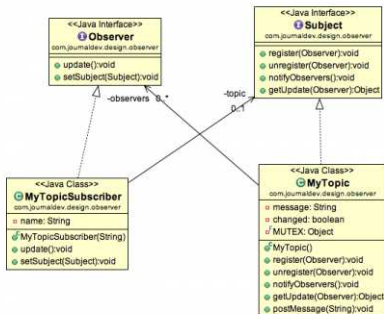 <<Java Interface>>
Observer
com.journaldev.design.observer
update():void
setSubject(Subject):void
<<Java Interface>>
Subject
com.journaldev.design.observer
register(Observer):void
unregister(Observer):void
notifyObservers():void
getUpdate(Observer):Object
-observers 0..*
-topic
0..1
<<Java Class>>
MyTopicSubscriber
com.journaldev.design.observer
name: String
MyTopicSubscriber(String)
update():void
setSubject(Subject):void
<<Java Class>>
MyTopic
com.journaldev.design.observer
message: String
changed: boolean
MUTEX: Object
MyTopic()
register(Observer):void
unregister(Observer):void
notifyObservers():void
getUpdate(Observer):Object
postMessage(String):void